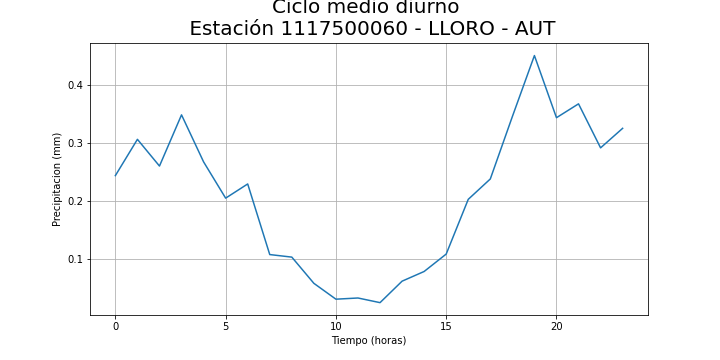 Ciclo medio diurno
Estación 1117500060 - LLORO - AUT
0.4
0.3
0.2
0.1
Precipitacion (mm)
0 5 10 15 20
Tiempo (horas)